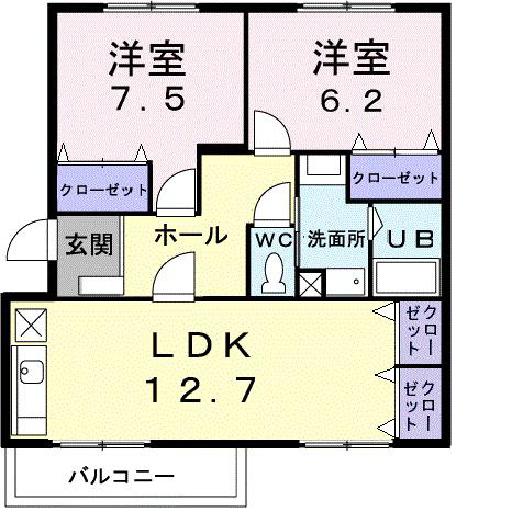 洋室
7.5
洋室
6.2
クローゼット
クローゼット
玄関
ホール
WC
洗面所
UB
LDK
12.7
クローゼット
クローゼット
バルコニー